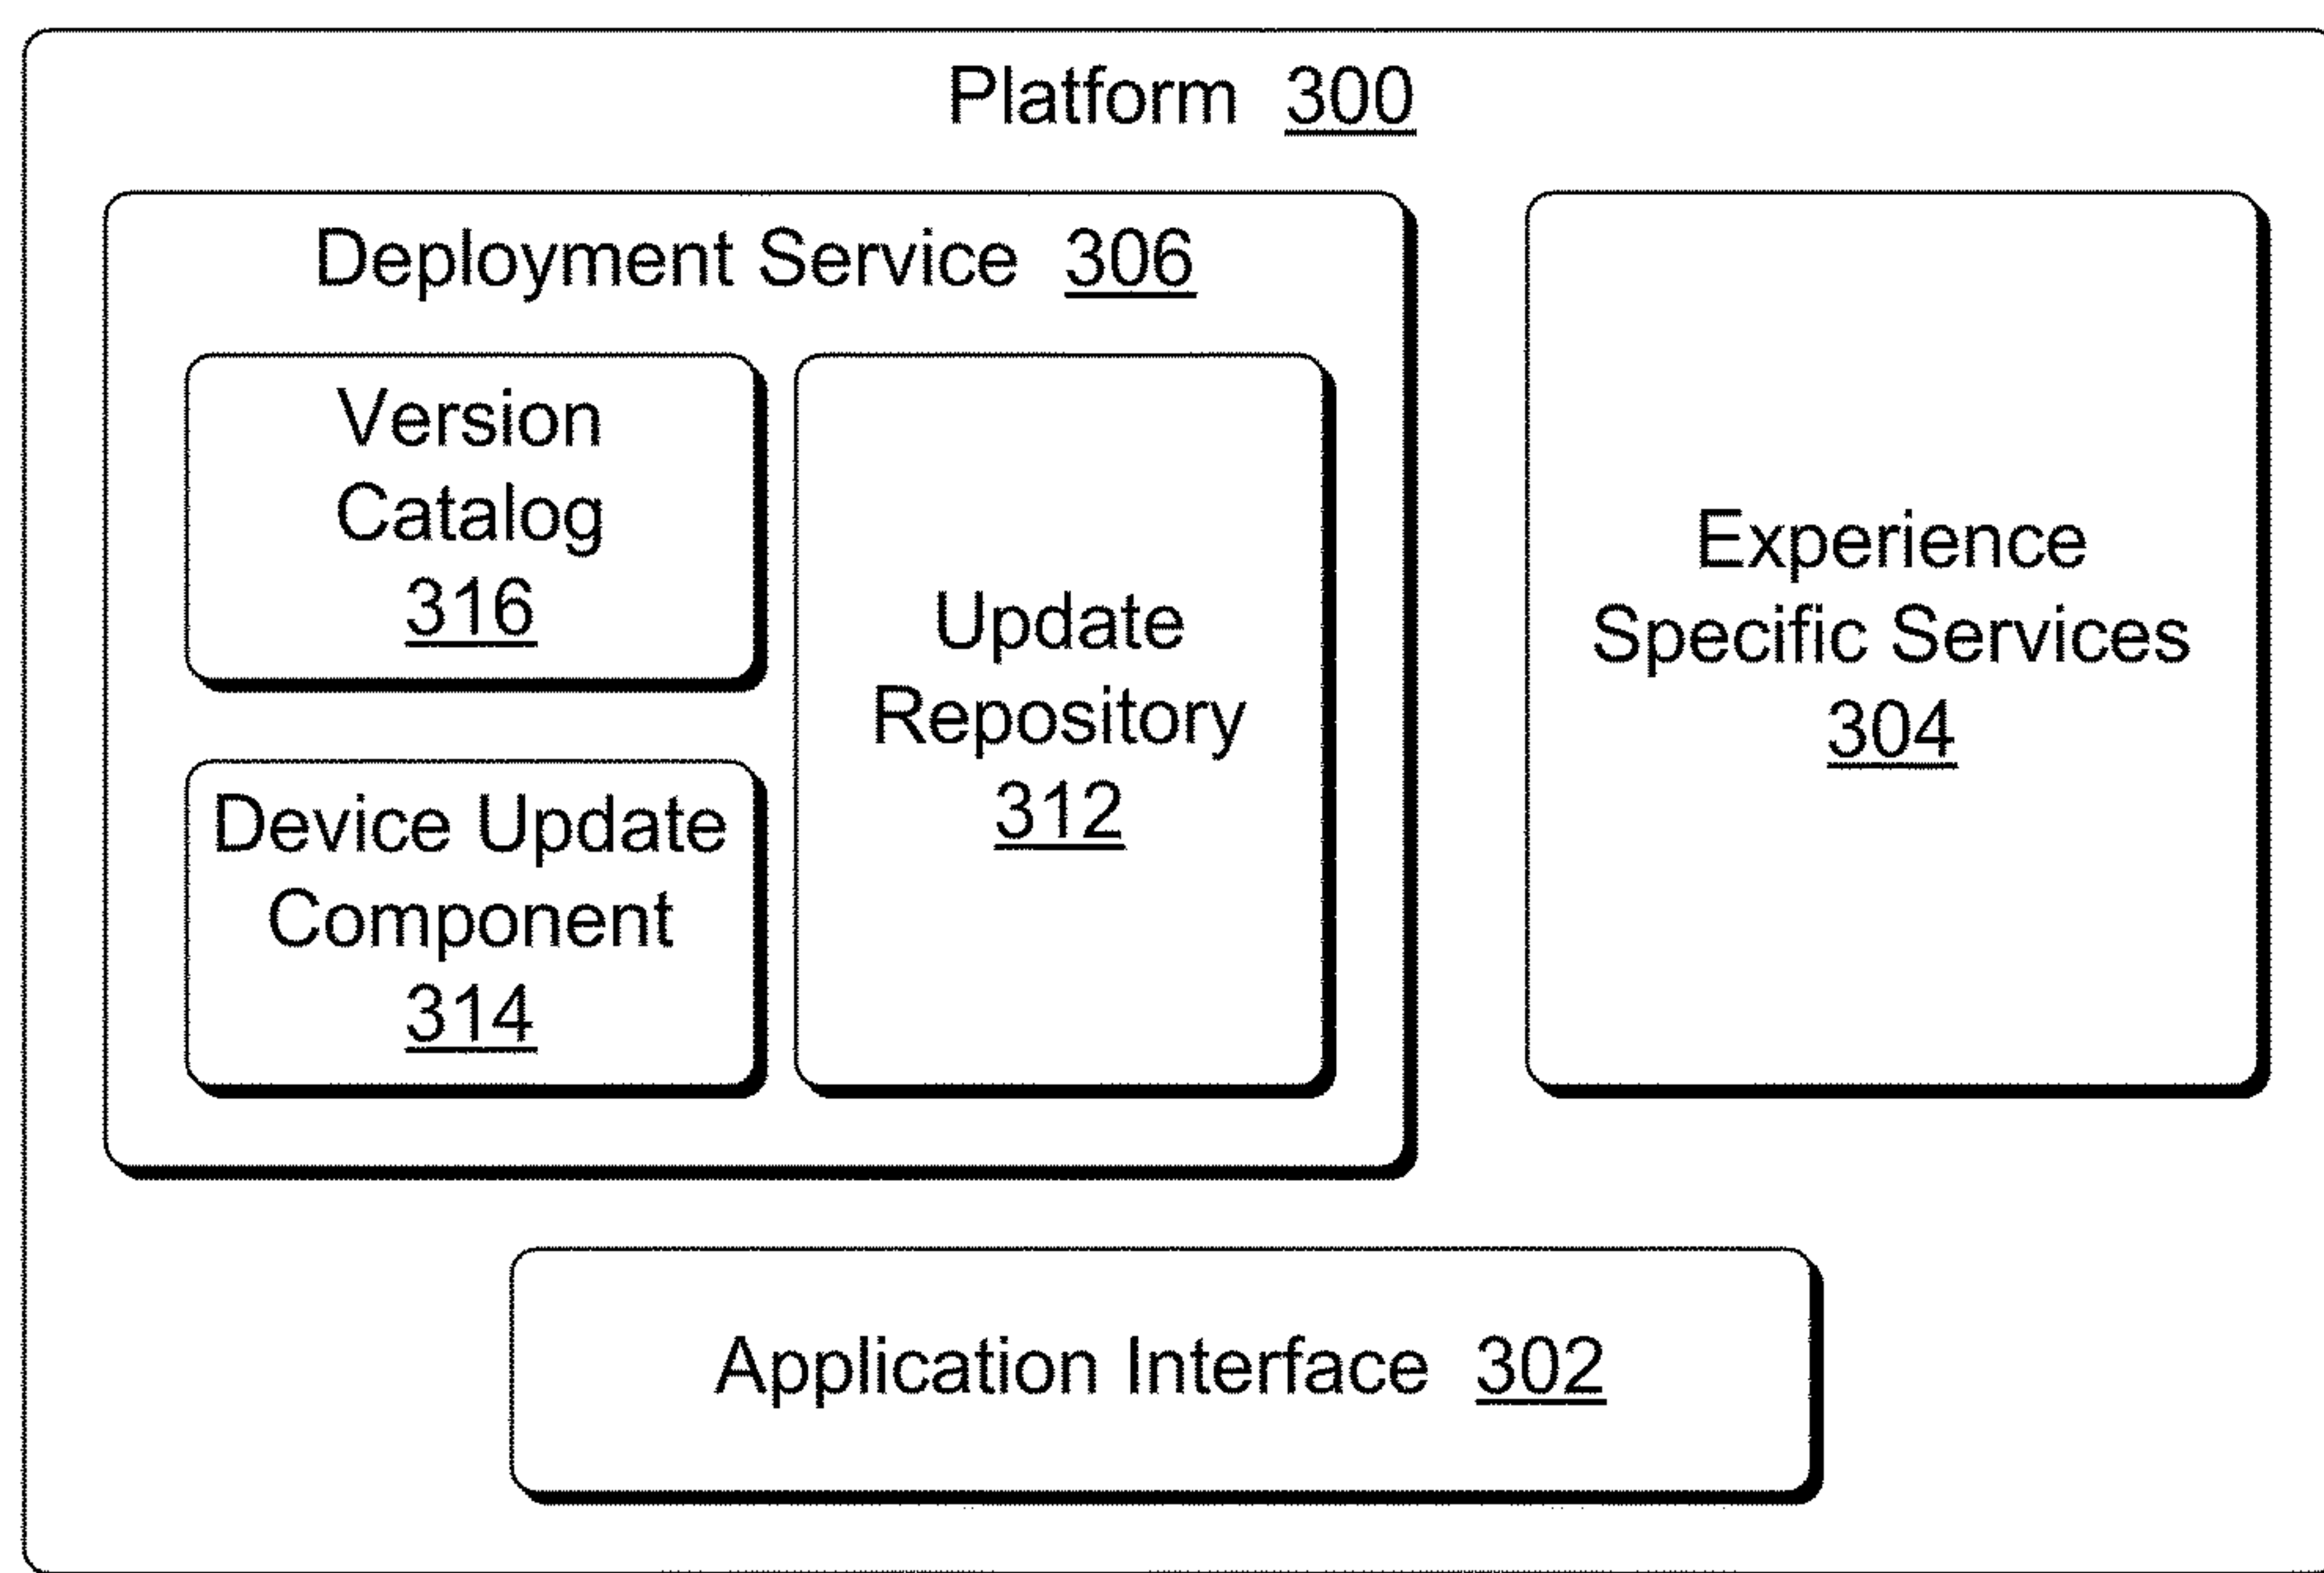 Platform 300
Deployment Service 306
Version
Catalog
316
Device Update
Component
314
Update
Repository
312
Experience
Specific Services
304
Application Interface 302